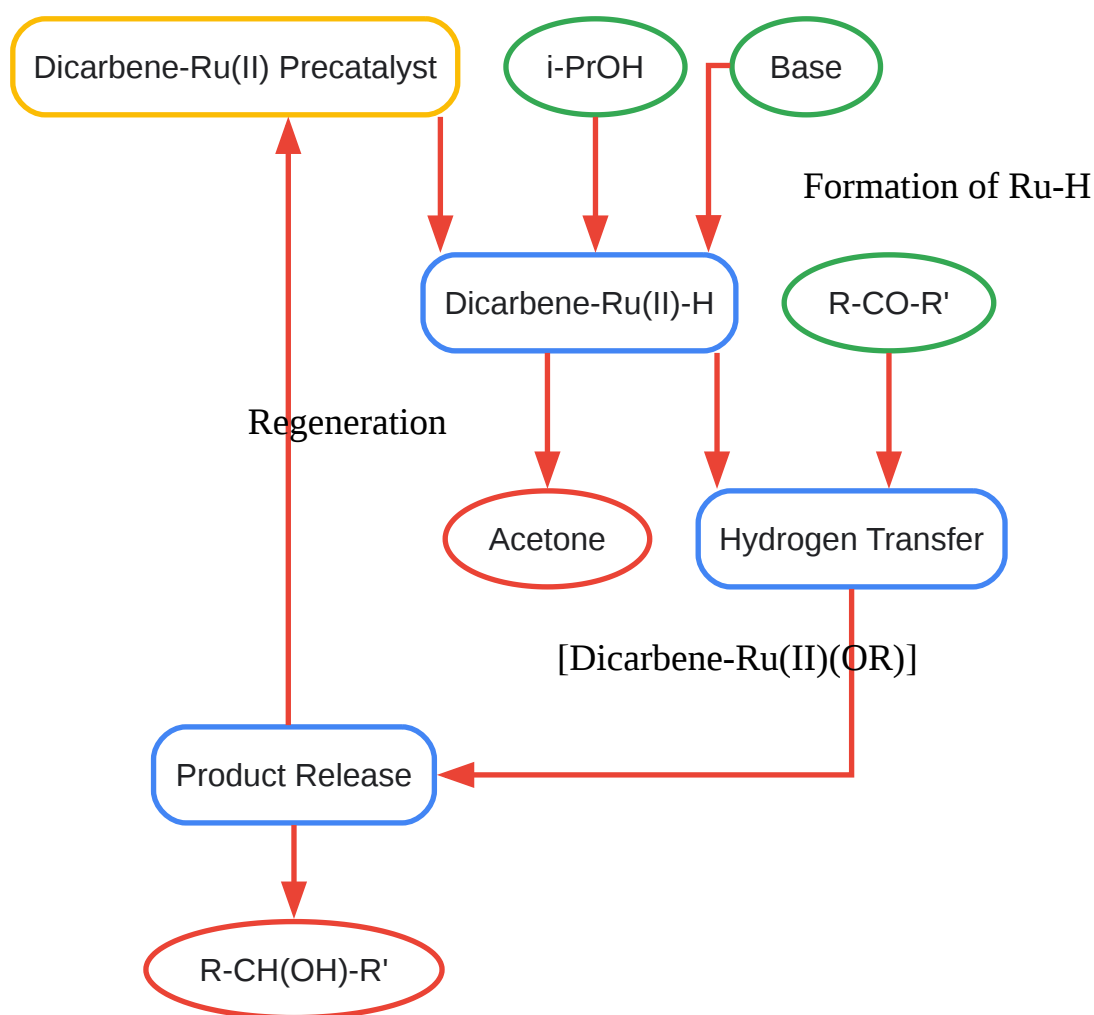 Dicarbene-Ru(II) Precatalyst
i-PrOH
Base
Formation of Ru-H
Dicarbene-Ru(II)-H
R-CO-R'
Regeneration
Acetone
Hydrogen Transfer
[Dicarbene-Ru(II)(OR)]
Product Release
R-CH(OH)-R'